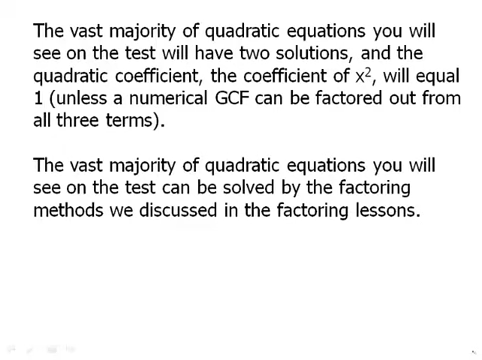 The vast majority of quadratic equations you will
see on the test will have two solutions, and the
quadratic coefficient, the coefficient of x², will equal
1 (unless a numerical GCF can be factored out from
all three terms).
The vast majority of quadratic equations you will
see on the test can be solved by the factoring
methods we discussed in the factoring lessons.